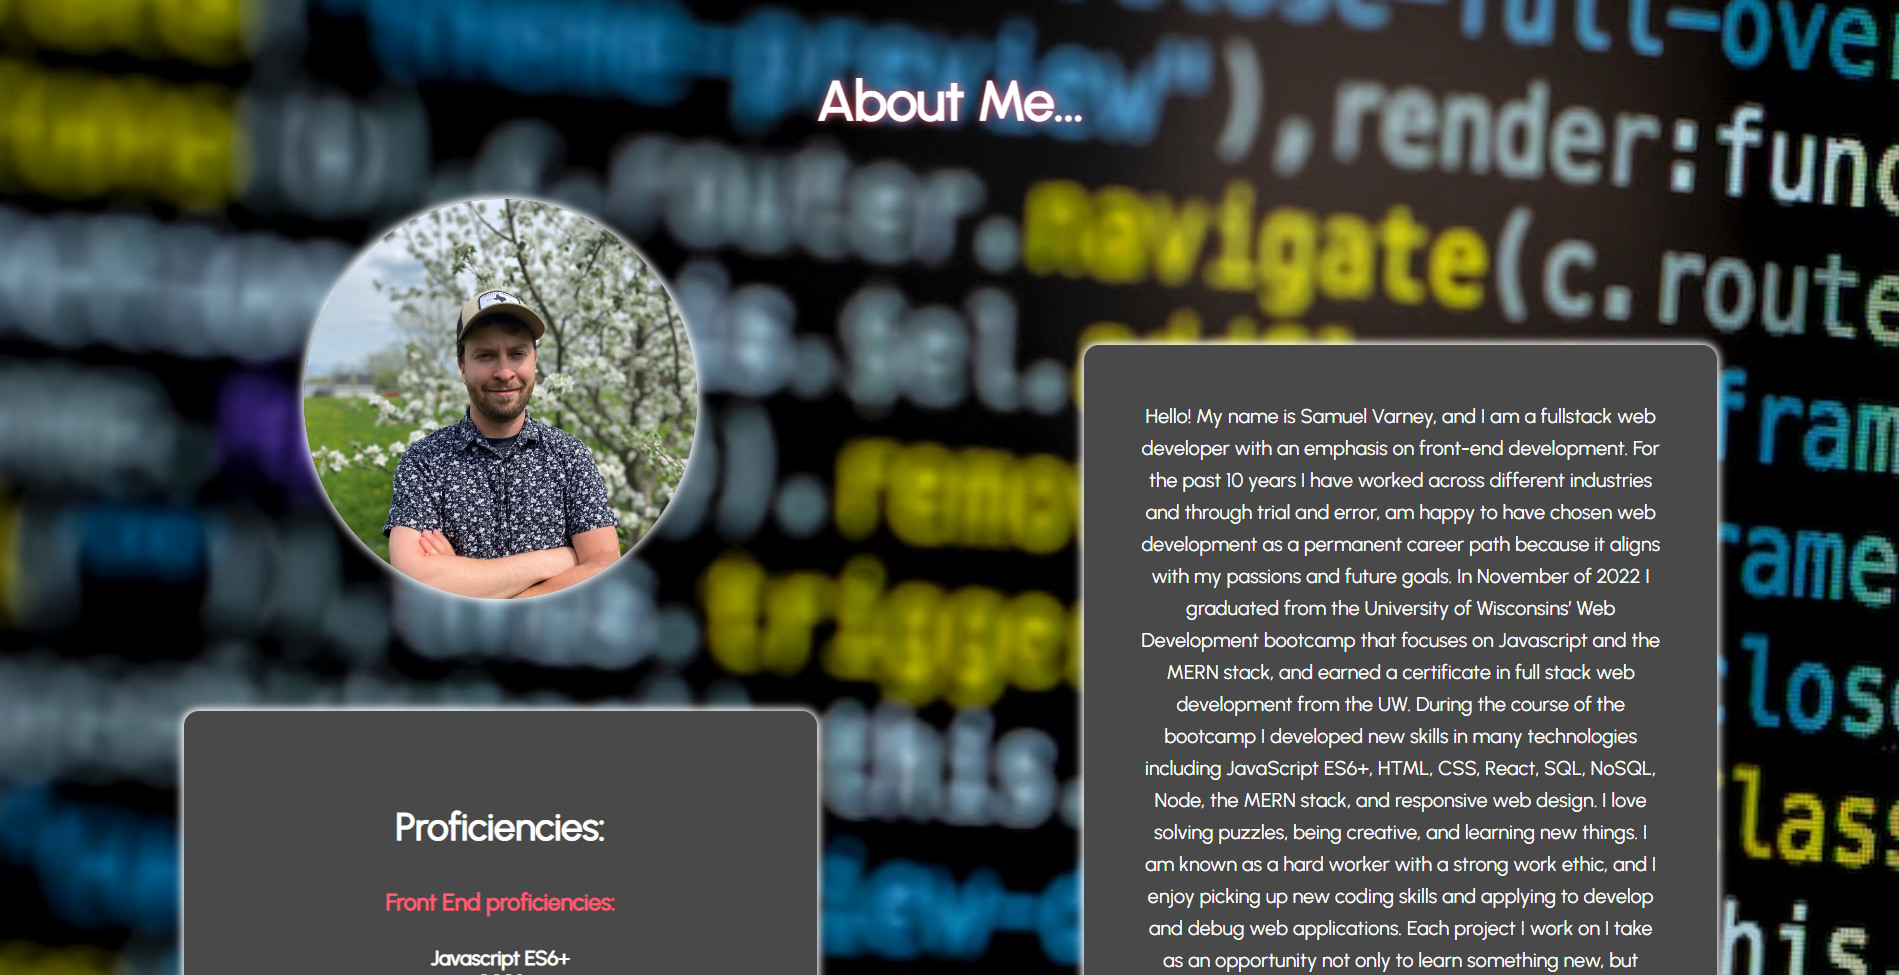 About Me...
"),render:func
navigate(c.route
Hello! My name is Samuel Varney, and I am a fullstack web
developer with an emphasis on front-end development. For
the past 10 years I have worked across different industries
and through trial and error, am happy to have chosen web
development as a permanent career path because it aligns
with my passions and future goals. In November of 2022 I
graduated from the University of Wisconsins' Web
Development bootcamp that focuses on Javascript and the
MERN stack, and earned a certificate in full stack web
development from the UW. During the course of the
bootcamp I developed new skills in many technologies
including JavaScript ES6+, HTML, CSS, React, SQL, NoSQL,
Node, the MERN stack, and responsive web design. I love
solving puzzles, being creative, and learning new things. I
am known as a hard worker with a strong work ethic, and I
enjoy picking up new coding skills and applying to develop
and debug web applications. Each project I work on I take
as an opportunity not only to learn something new, but
Proficiencies:
Front End proficiencies:
Javascript ES6+